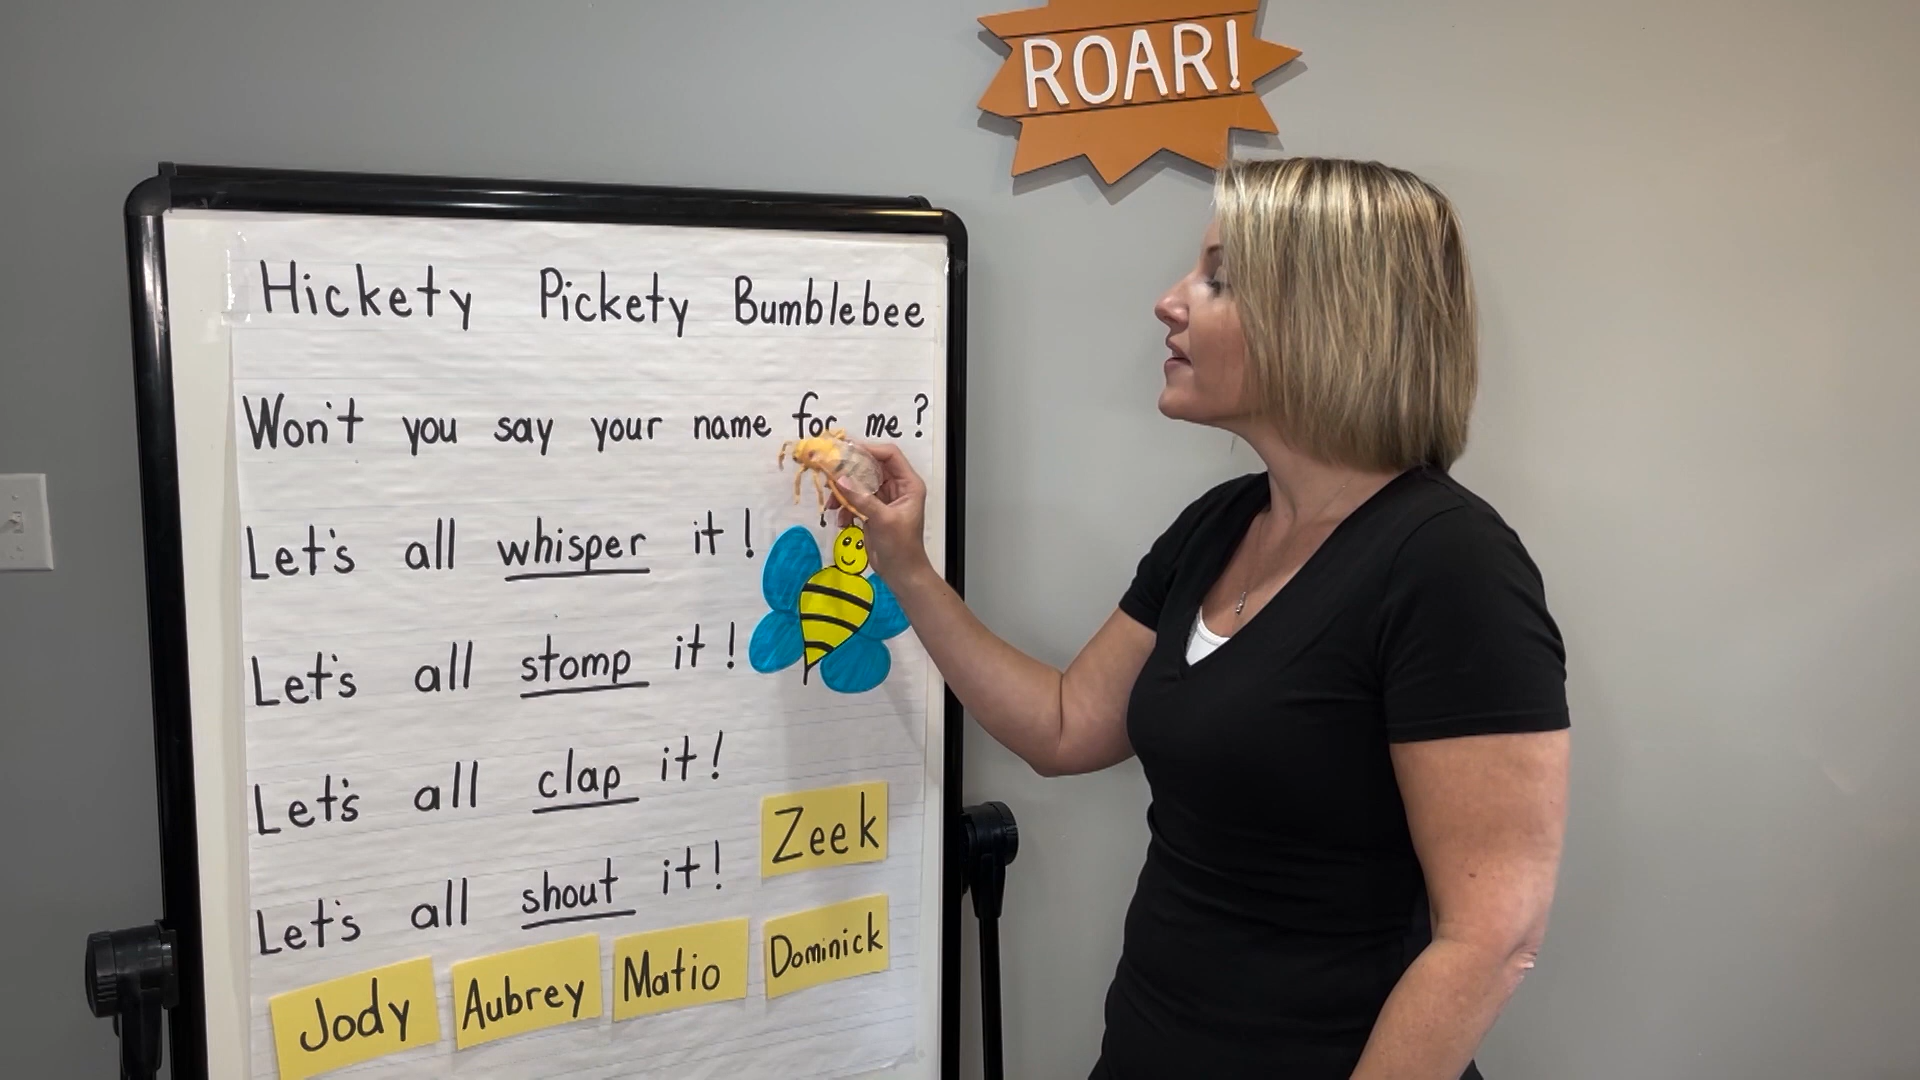 ROAR!
Hickety Pickety Bumblebee
Won't you say your name for me?
Let's all whisper it!
Let's all stomp it!
Let's all clap it!
Let's all shout it!
Zeek
Jody
Aubrey
Matio
Dominick